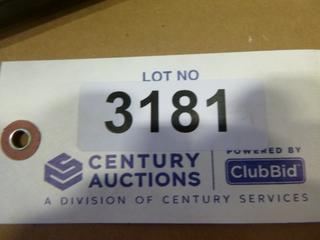 LOT NO
3181
CENTURY
AUCTIONS
POWERED BY
ClubBid
A DIVISION OF CENTURY SERVICES